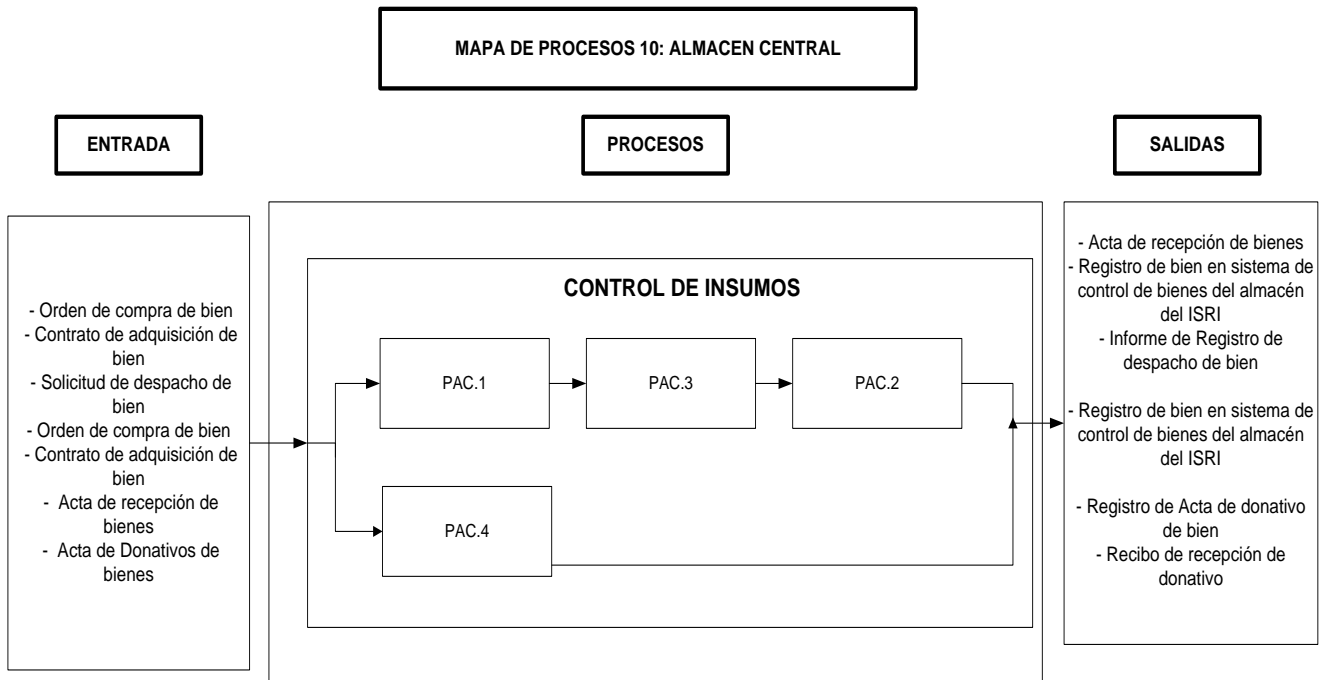 MAPA DE PROCESOS 10: ALMACEN CENTRAL
ENTRADA
PROCESOS
SALIDAS
- Orden de compra de bien
- Contrato de adquisición de
bien
- Solicitud de despacho de
bien
- Orden de compra de bien
- Contrato de adquisición de
bien
- Acta de recepción de
bienes
- Acta de Donativos de
bienes
CONTROL DE INSUMOS
PAC.1
PAC.3
PAC.2
PAC.4
- Acta de recepción de bienes
- Registro de bien en sistema de
control de bienes del almacén
del ISRI
- Informe de Registro de
despacho de bien
- Registro de bien en sistema de
control de bienes del almacén
del ISRI
- Registro de Acta de donativo
de bien
- Recibo de recepción de
donativo